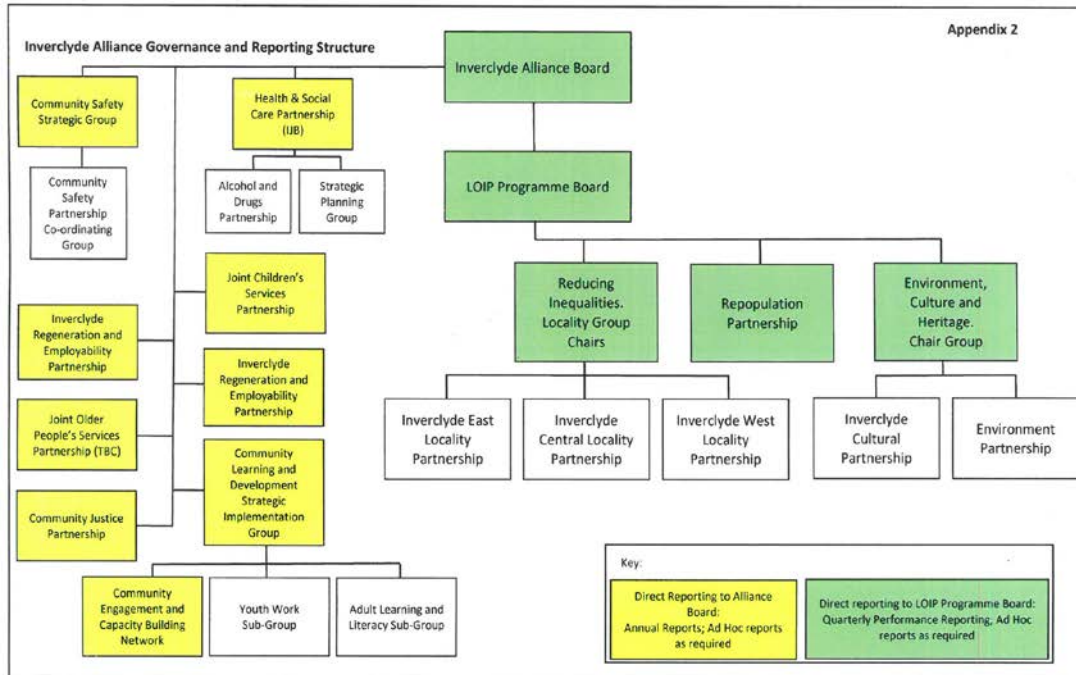 Appendix 2
Inverclyde Alliance Governance and Reporting Structure
Inverclyde Alliance Board
Community Safety
Strategic Group
Health & Social
Care Partnership
(IJB)
Community
Safety
Partnership
Co-ordinating
Group
Alcohol and
Drugs
Partnership
Strategic
Planning
Group
LOIP Programme Board
Joint Children's
Services
Partnership
Reducing
Inequalities.
Locality Group
Chairs
Repopulation
Partnership
Environment,
Culture and
Heritage.
Chair Group
Inverclyde
Regeneration and
Employability
Partnership
Inverclyde
Regeneration and
Employability
Partnership
Joint Older
People's Services
Partnership (TBC)
Inverclyde East
Locality
Partnership
Inverclyde
Central Locality
Partnership
Inverclyde West
Locality
Partnership
Inverclyde
Cultural
Partnership
Environment
Partnership
Community
Learning and
Development
Strategic
Implementation
Group
Community Justice
Partnership
Community
Engagement and
Capacity Building
Network
Youth Work
Sub-Group
Adult Learning and
Literacy Sub-Group
Key:
Direct Reporting to Alliance
Board:
Annual Reports; Ad Hoc reports
as required
Direct reporting to LOIP Programme Board:
Quarterly Performance Reporting; Ad Hoc
reports as required